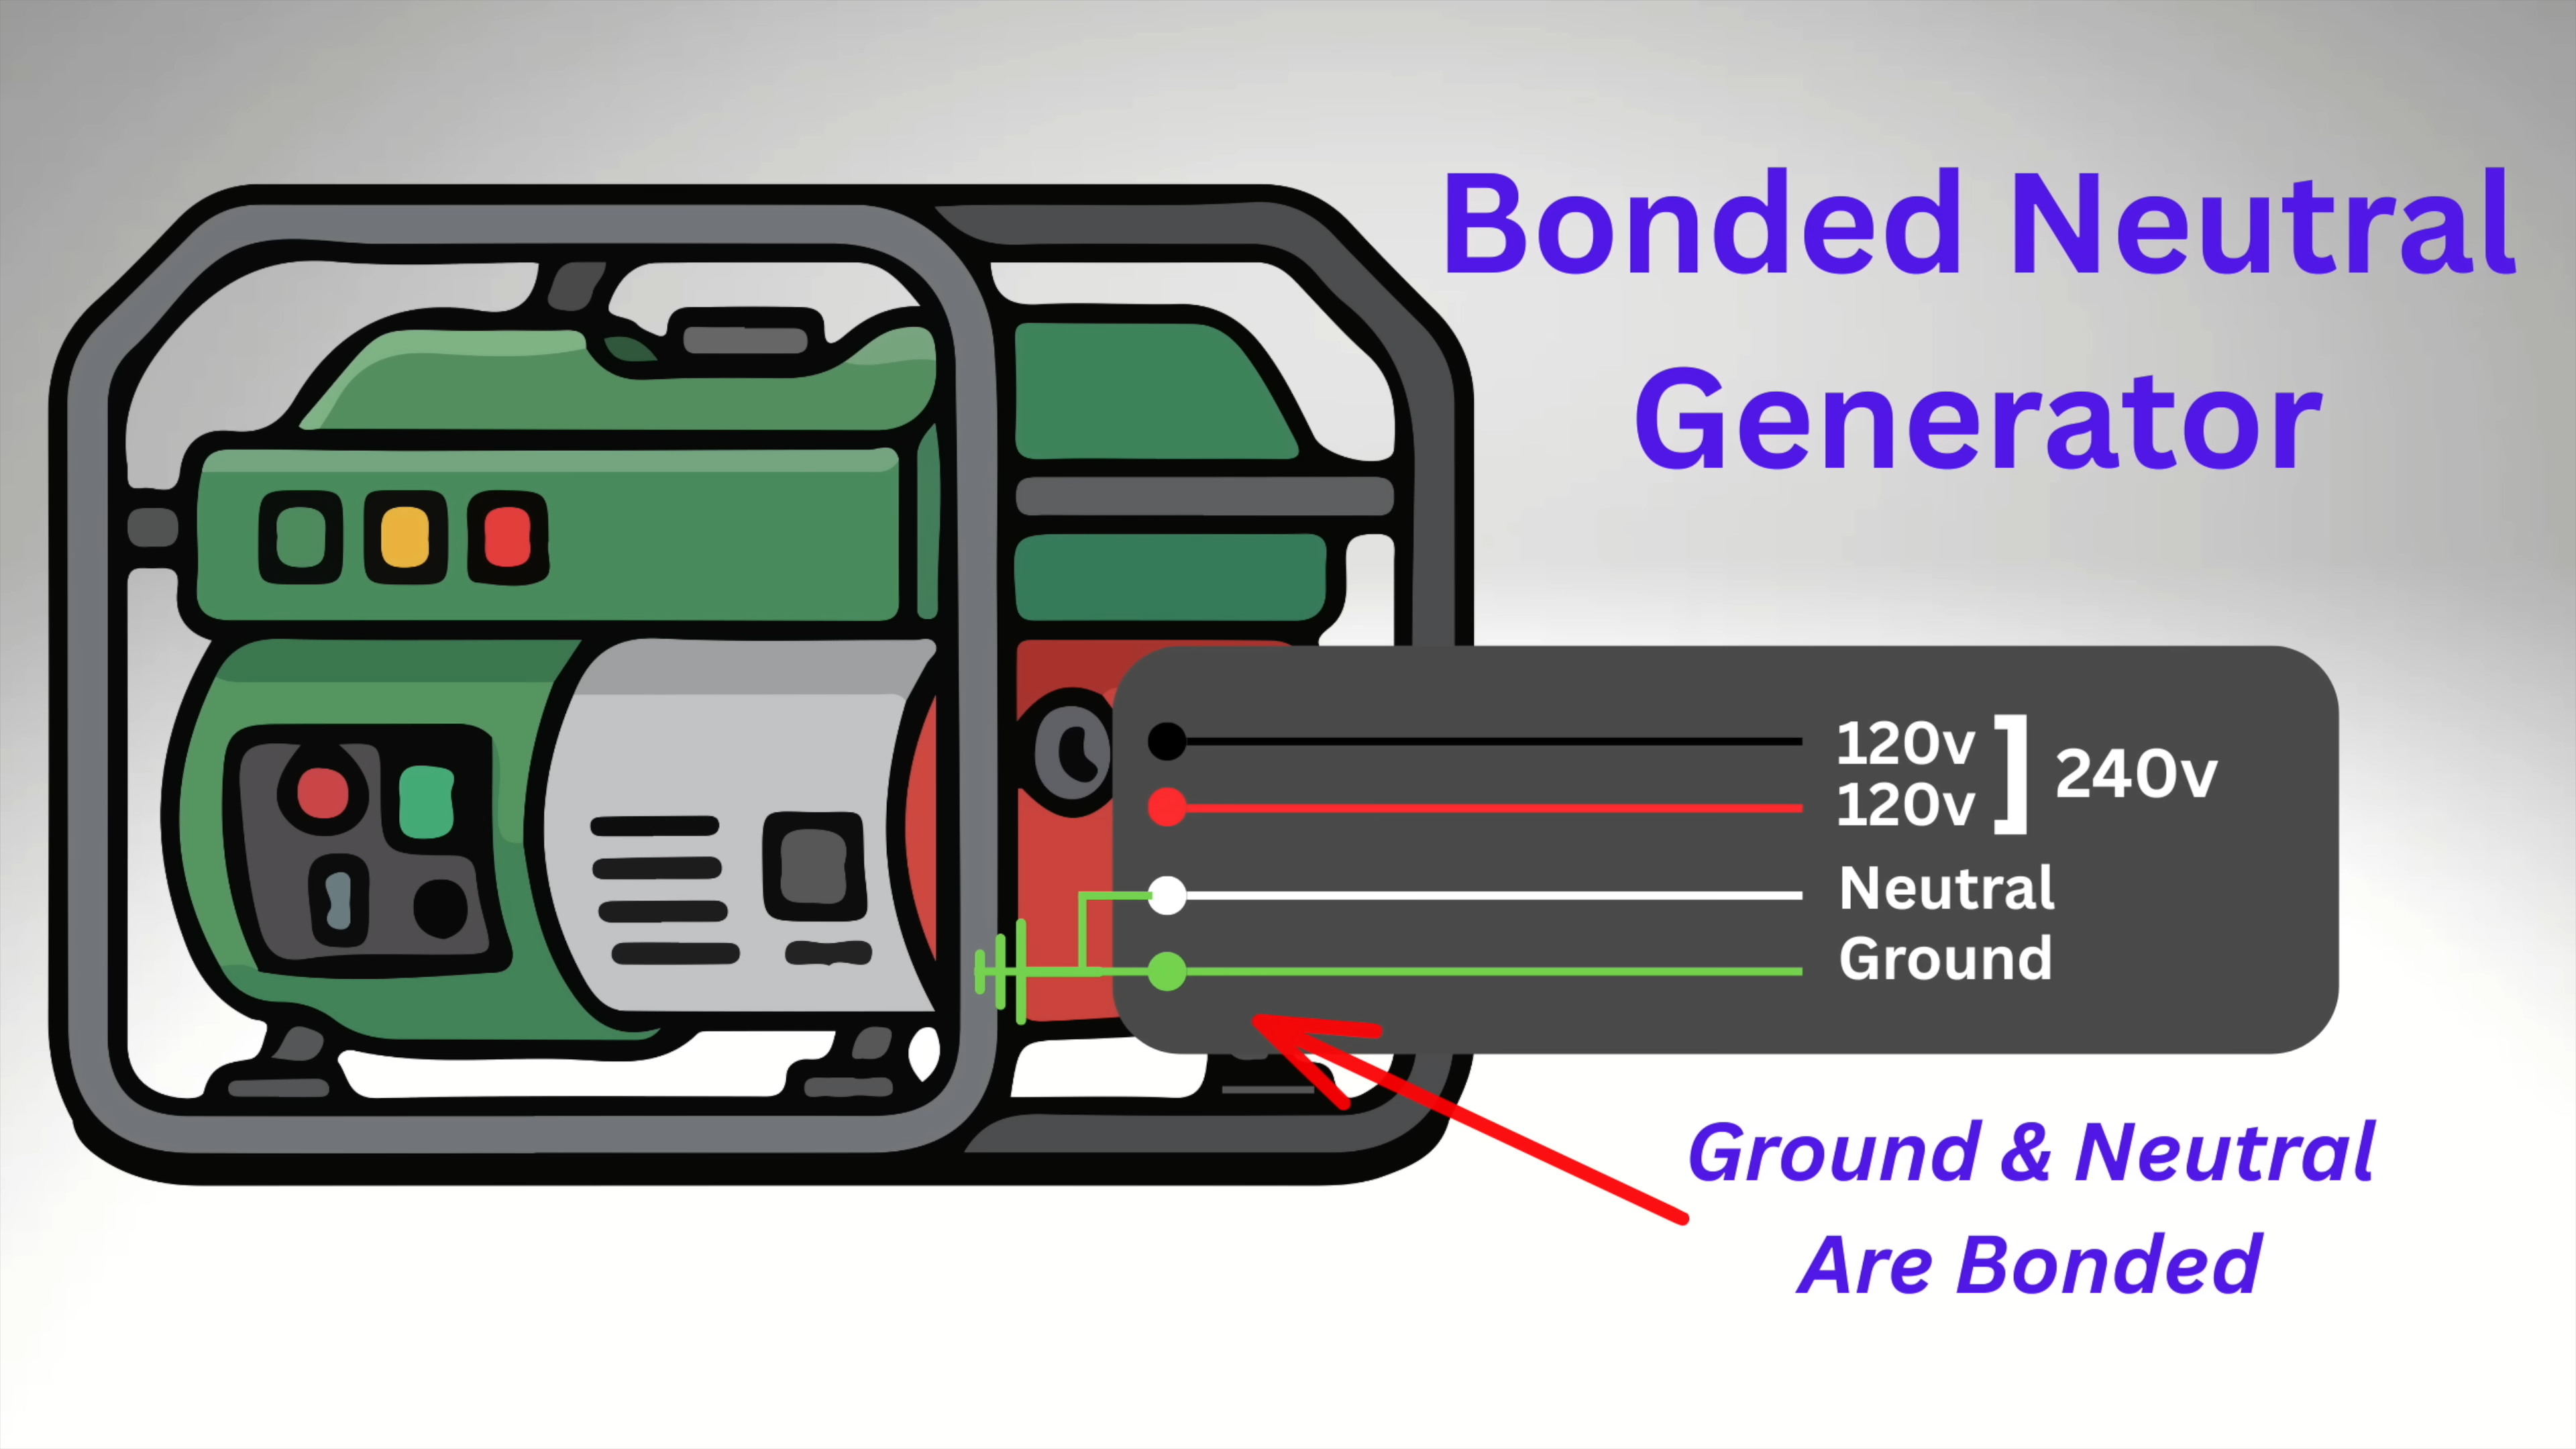 Bonded Neutral
Generator
120v
120v
] 240v
Neutral
Ground
Ground & Neutral
Are Bonded